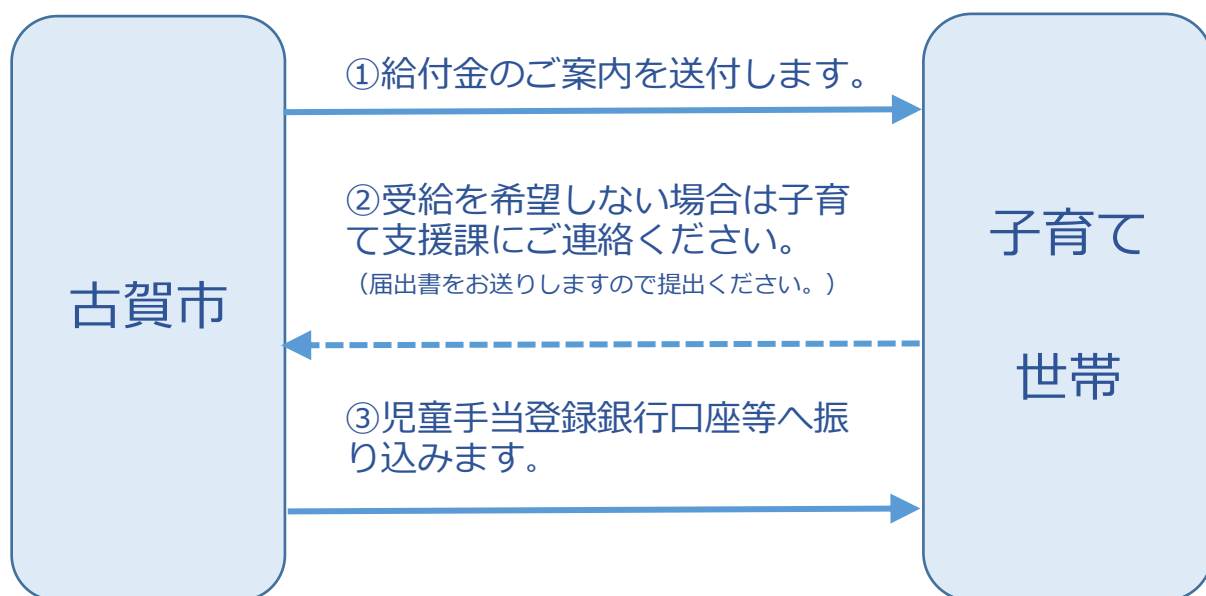 古賀市
①給付金のご案内を送付します。
②受給を希望しない場合は子育
て支援課にご連絡ください。
（届出書をお送りしますので提出ください。）
③児童手当登録銀行口座等へ振
り込みます。
子育て
世帯